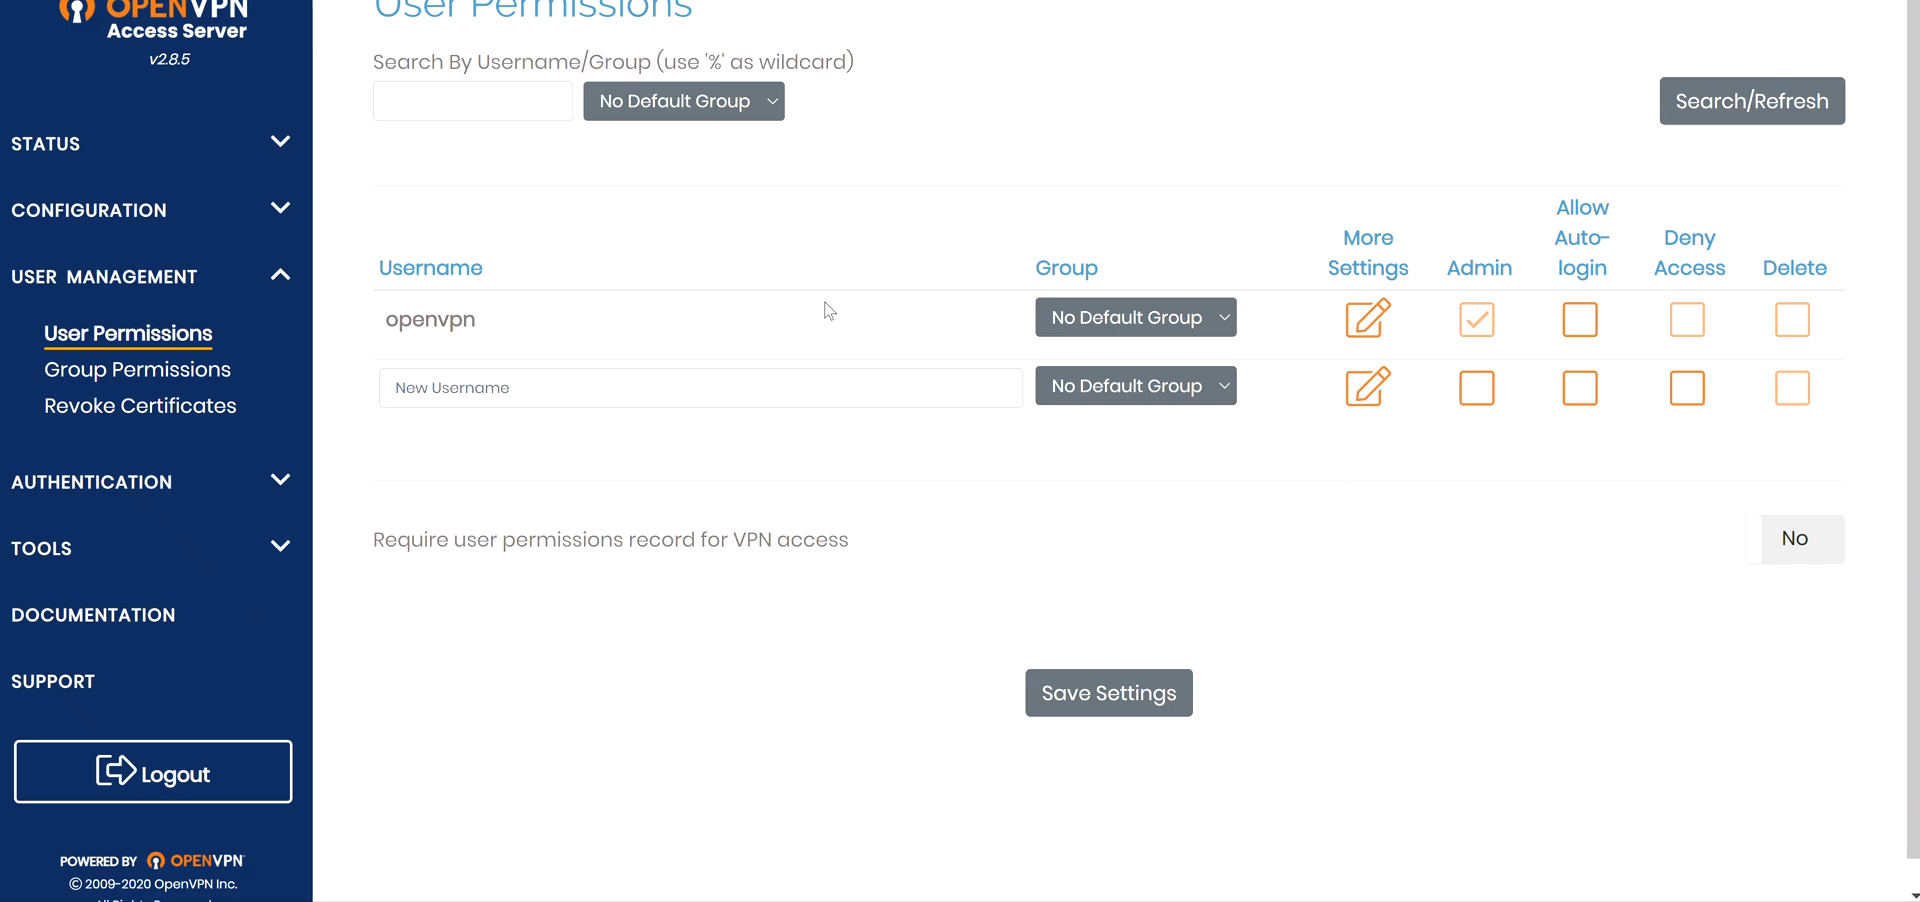 OPENVPN
Access Server
v2.8.5
STATUS
CONFIGURATION
USER MANAGEMENT
User Permissions
Group Permissions
Revoke Certificates
AUTHENTICATION
TOOLS
DOCUMENTATION
SUPPORT
Logout
POWERED BY OPENVPN
© 2009-2020 OpenVPN Inc.
User Permissions
Search By Username/Group (use '%' as wildcard)
No Default Group
Search/Refresh
Username Group More Settings Admin Allow Auto-login Deny Access Delete
openvpn No Default Group
New Username No Default Group
Require user permissions record for VPN access No
Save Settings